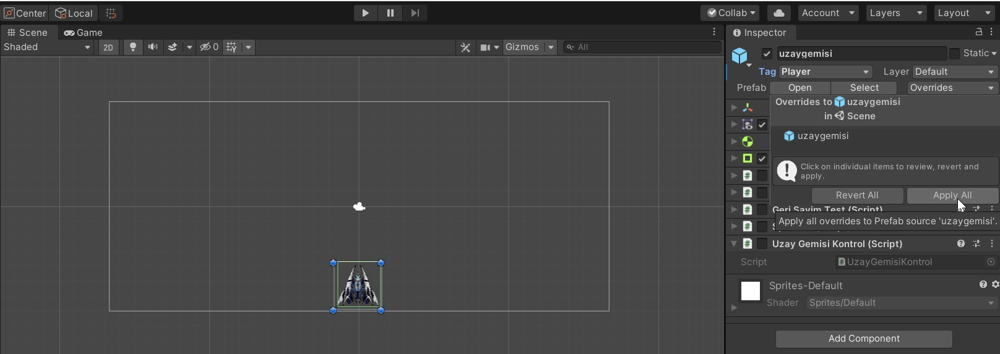 Center Local Collab Account Layers Layout
Scene Game
Shaded 2D 0 Gizmos All
Inspector
uzaygemisi Static
Tag Player Layer Default
Prefab Open Select Overrides
Overrides to uzaygemisi
in Scene
uzaygemisi
Click on individual items to review, revert and
apply.
Revert All Apply All
Geri Sayim Test (Script)
Apply all overrides to Prefab source 'uzaygemisi'.
Uzay Gemisi Kontrol (Script)
Script UzayGemisiKontrol
Sprites-Default
Shader Sprites/Default
Add Component